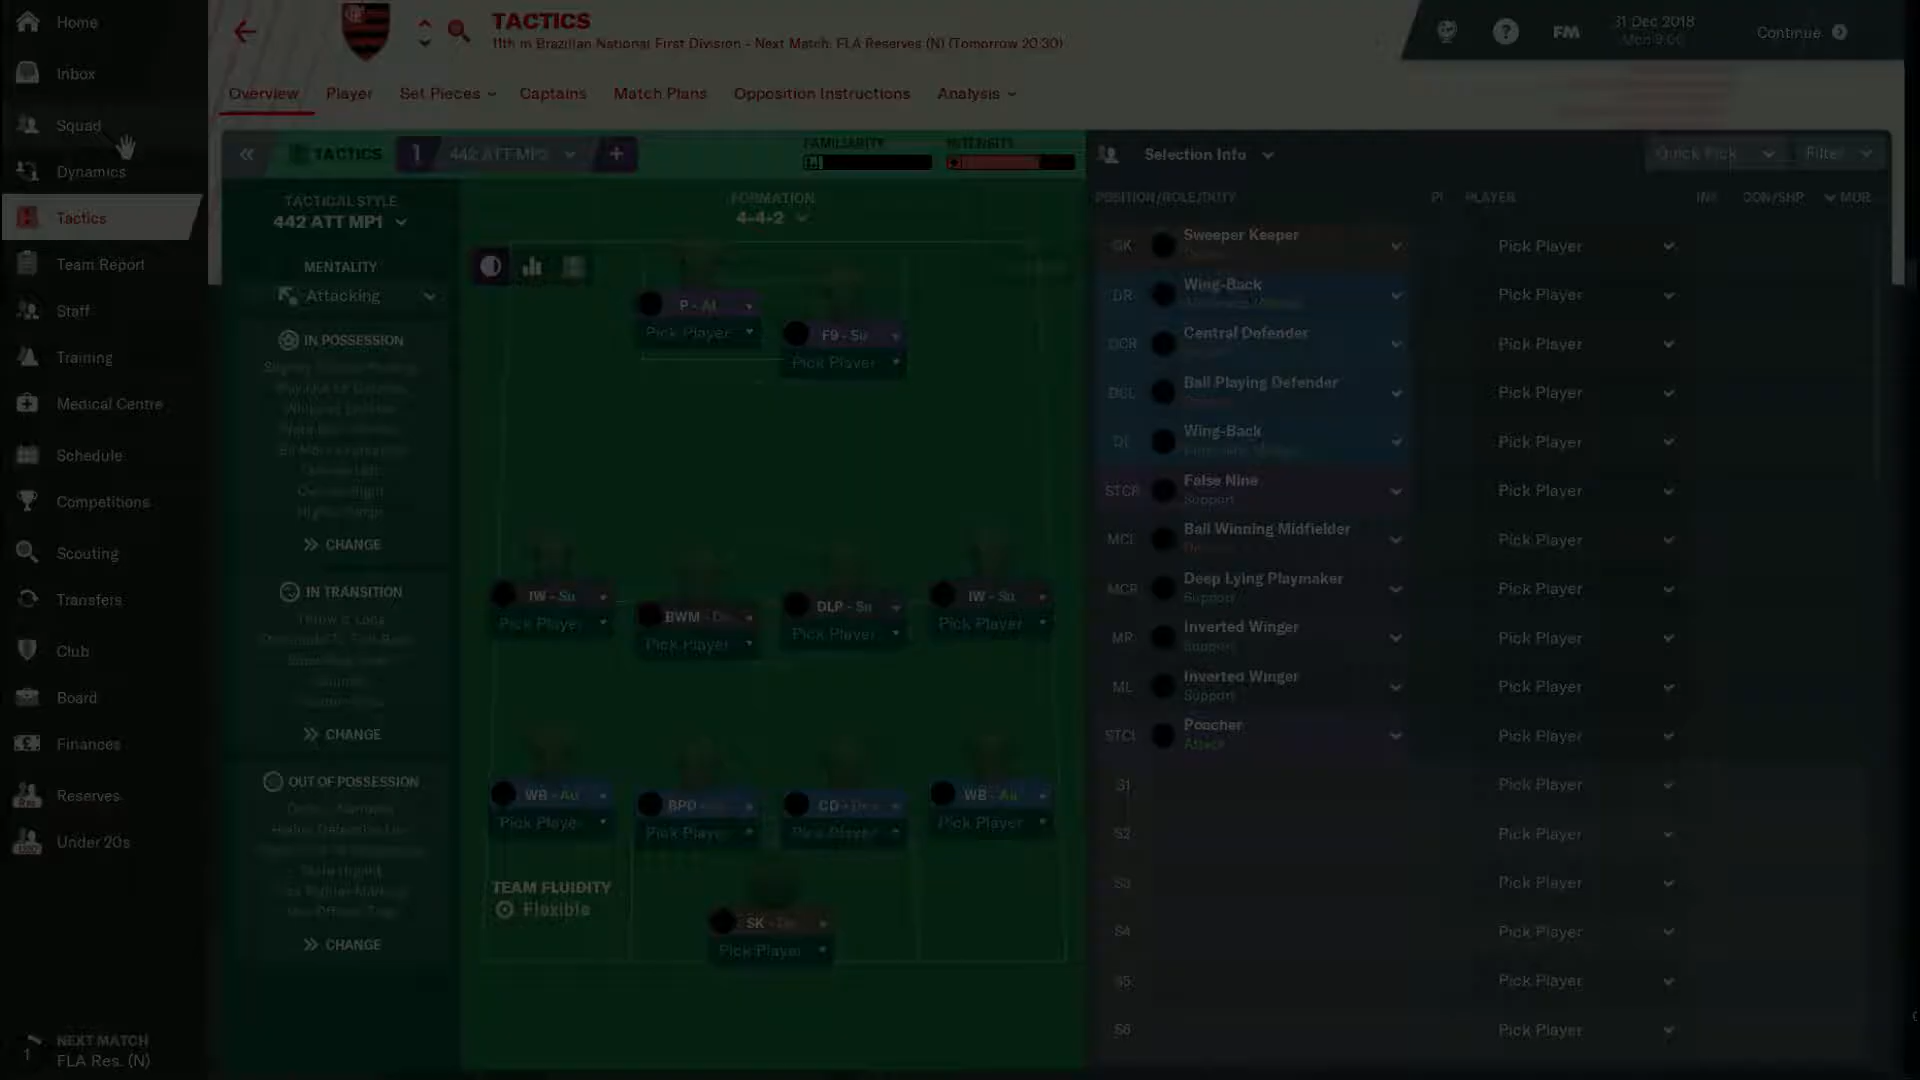 Home
Inbox
Squad
Dynamics
Tactics
Team Report
Staff
Training
Medical Centre
Schedule
Competitions
Scouting
Transfers
Club
Board
Finances
Reserves
Under 20s
1
NEXT MATCH
FLA Res. (N)
TACTICS
11th in Brazilian National First Division - Next Match: FLA Reserves (N) (Tomorrow 20:30)
?
FM
31 Dec 2018
Mon 9:00
Continue
Overview
Player
Set Pieces
Captains
Match Plans
Opposition Instructions
Analysis
TACTICS
1
442 ATT MP1
+
FAMILIARITY
INTENSITY
TACTICAL STYLE
442 ATT MP1
MENTALITY
Attacking
IN POSSESSION
CHANGE
IN TRANSITION
CHANGE
OUT OF POSSESSION
CHANGE
FORMATION
4-4-2
P - At
Pick Player
F9 - Su
Pick Player
IW - Su
Pick Player
BWM - De
Pick Player
DLP - Su
Pick Player
IW - Su
Pick Player
WB - Au
Pick Player
BPD
Pick Player
CD - De
Pick Player
WB - Au
Pick Player
SK - De
Pick Player
TEAM FLUIDITY
Flexible
Selection Info
Quick Pick
Filter
POSITION/ROLE/DUTY
PI
PLAYER
INF
CON/SHP
MOR
GK
Sweeper Keeper
Pick Player
DR
Wing-Back
Pick Player
DCR
Central Defender
Pick Player
DCL
Ball Playing Defender
Pick Player
DL
Wing-Back
Pick Player
STCR
False Nine
Support
Pick Player
MCL
Ball Winning Midfielder
Pick Player
MCR
Deep Lying Playmaker
Support
Pick Player
MR
Inverted Winger
Support
Pick Player
ML
Inverted Winger
Support
Pick Player
STCL
Poacher
Attack
Pick Player
S1
Pick Player
S2
Pick Player
S3
Pick Player
S4
Pick Player
S5
Pick Player
S6
Pick Player